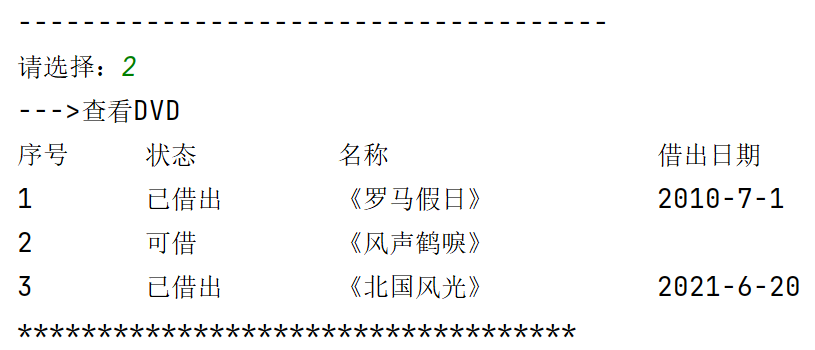 -------------------------------------
请选择：2
--->查看DVD
序号 状态 名称 借出日期
1 已借出 《罗马假日》 2010-7-1
2 可借 《风声鹤唳》
3 已借出 《北国风光》 2021-6-20
***********************************